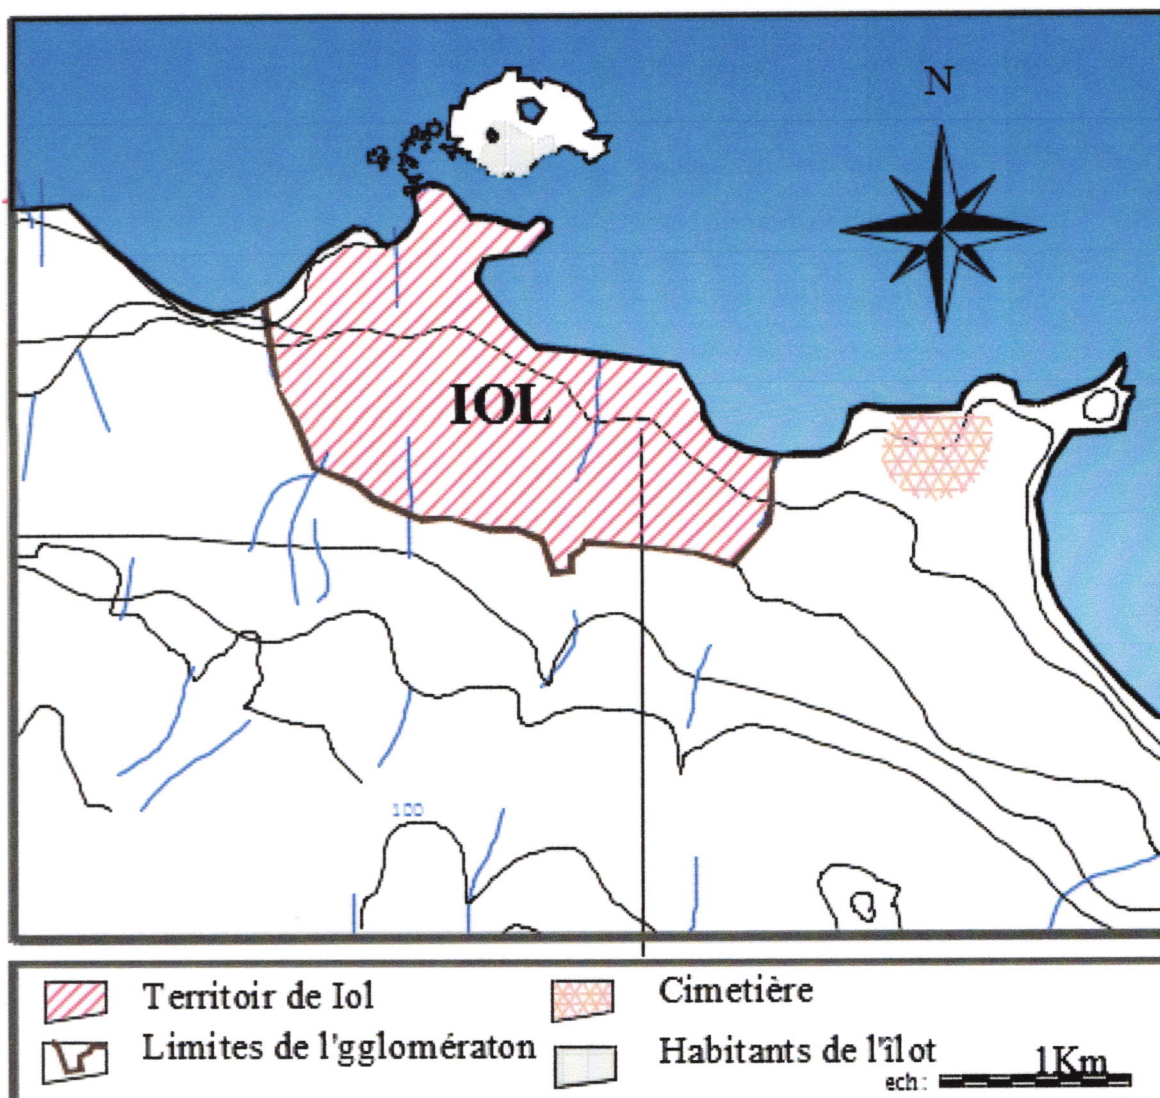 N
IOL
100
Territoir de Iol
Cimetière
Limites de l'gglomératon
Habitants de l'îlot
ech :
1Km